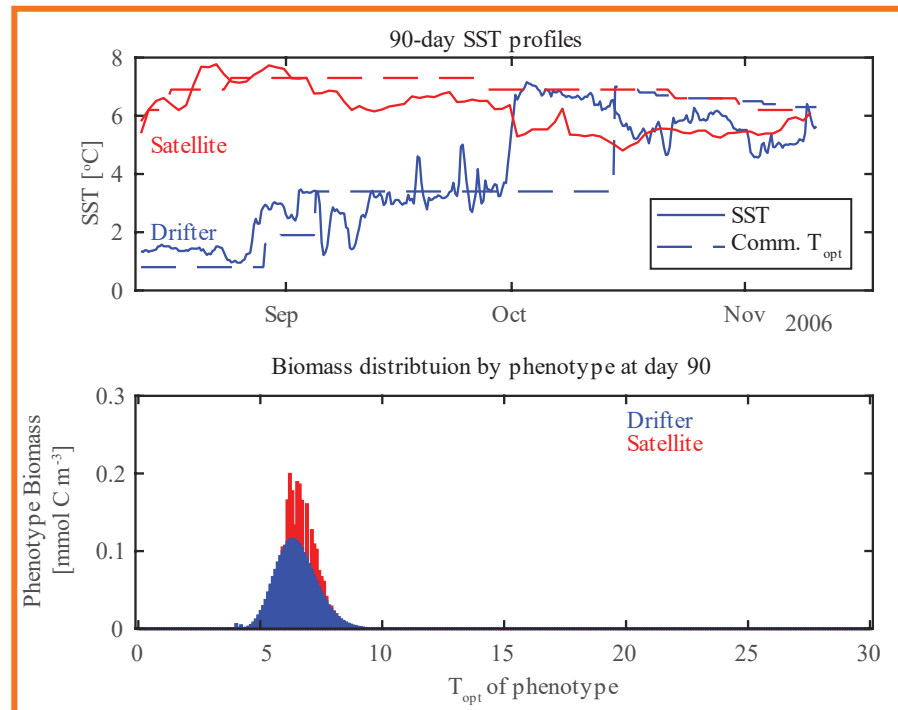 90-day SST profiles
8
6
4
2
0
SST [°C]
Satellite
Drifter
SST
Comm. Topt
Sep
Oct
Nov
2006
Biomass distribtuion by phenotype at day 90
0.3
0.2
0.1
0
Phenotype Biomass
[mmol C m-3]
Drifter
Satellite
0
5
10
15
20
25
30
Topt of phenotype